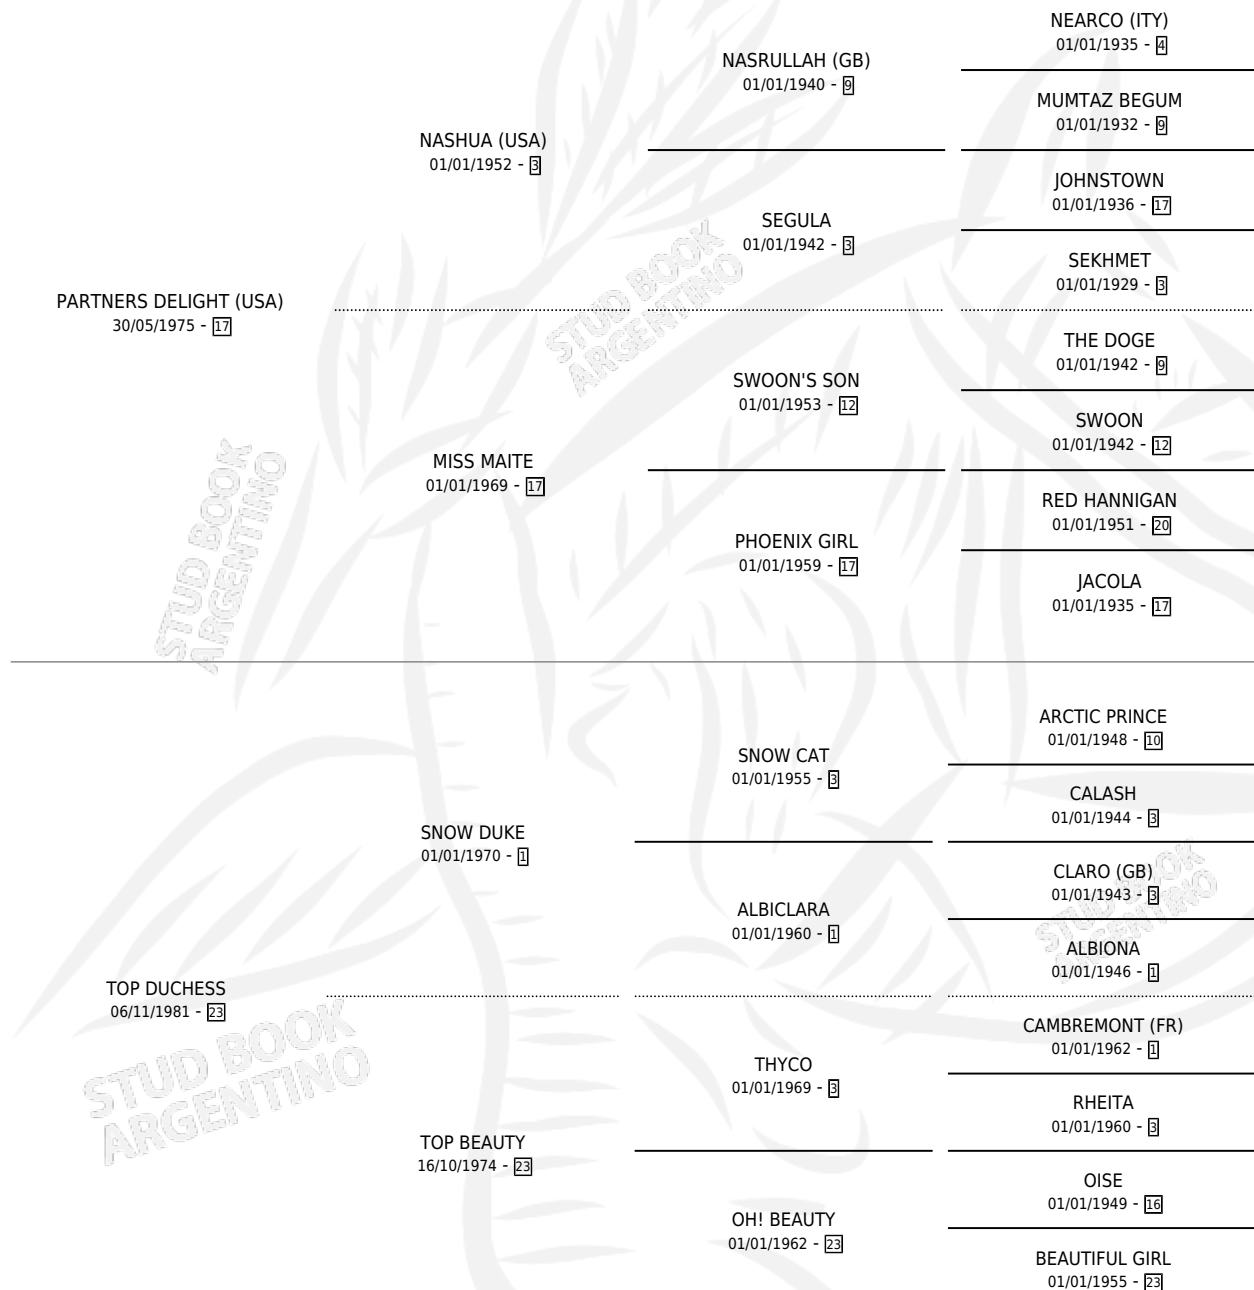 NEARCO (ITY)
01/01/1935 - 4
NASRULLAH (GB)
01/01/1940 - 9
MUMTAZ BEGUM
01/01/1932 - 9
NASHUA (USA)
01/01/1952 - 3
JOHNSTOWN
01/01/1936 - 17
SEGULA
01/01/1942 - 3
SEKHMET
01/01/1929 - 3
PARTNERS DELIGHT (USA)
30/05/1975 - 17
THE DOGE
01/01/1942 - 9
SWOON'S SON
01/01/1953 - 12
SWOON
01/01/1942 - 12
MISS MAITE
01/01/1969 - 17
RED HANNIGAN
01/01/1951 - 20
PHOENIX GIRL
01/01/1959 - 17
JACOLA
01/01/1935 - 17
STUD BOOK
ARGENTINO
STUD BOOK
ARGENTINO
ARCTIC PRINCE
01/01/1948 - 10
SNOW CAT
01/01/1955 - 3
CALASH
01/01/1944 - 3
SNOW DUKE
01/01/1970 - 1
CLARO (GB)
01/01/1943 - 3
ALBICLARA
01/01/1960 - 1
ALBIONA
01/01/1946 - 1
TOP DUCHESS
06/11/1981 - 23
CAMBREMONT (FR)
01/01/1962 - 1
THYCO
01/01/1969 - 3
RHEITA
01/01/1960 - 3
TOP BEAUTY
16/10/1974 - 23
OISE
01/01/1949 - 16
OH! BEAUTY
01/01/1962 - 23
BEAUTIFUL GIRL
01/01/1955 - 23
STUD BOOK
ARGENTINO
STUD BOOK
ARGENTINO